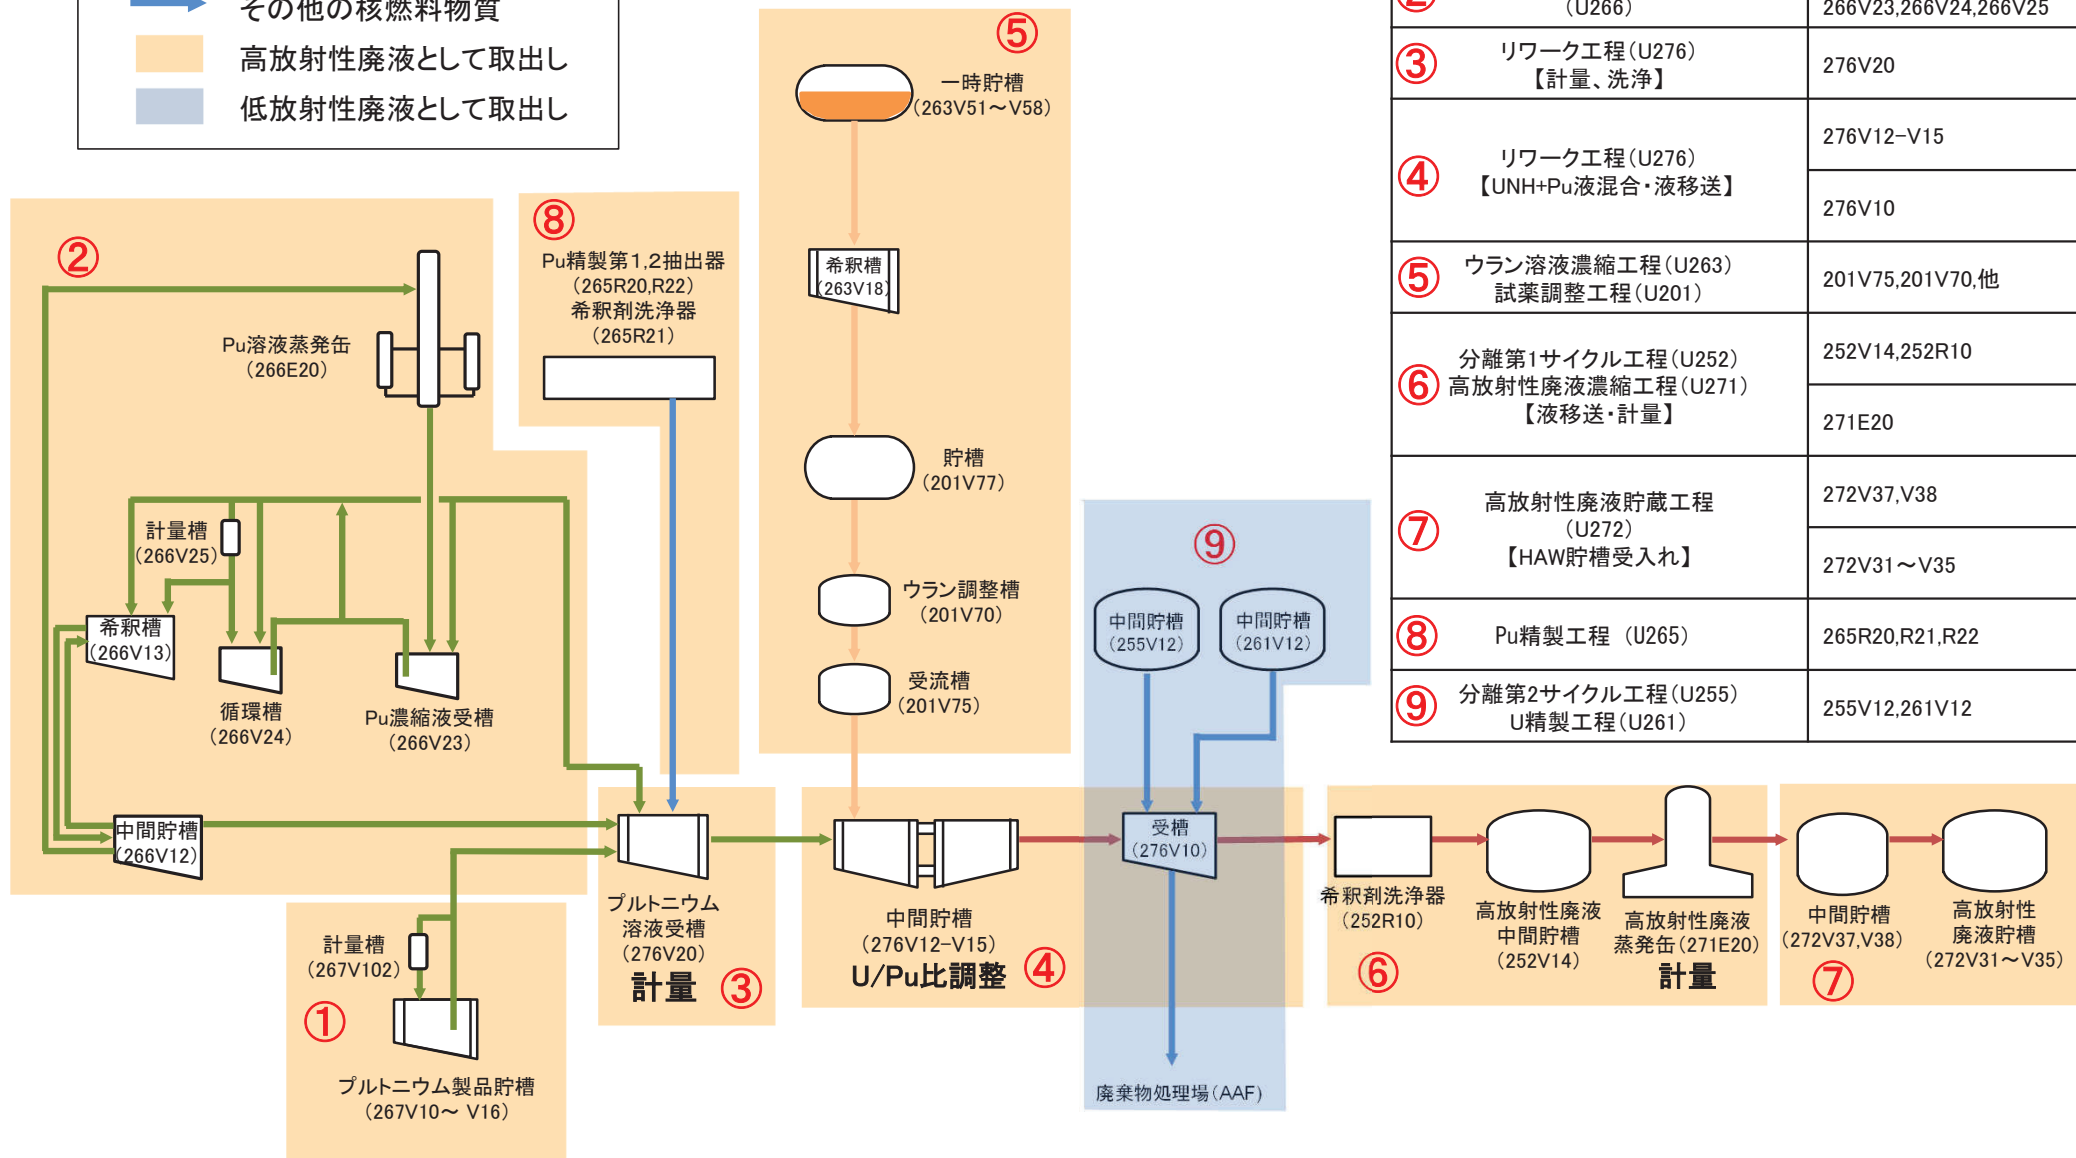 その他の核燃料物質
高放射性廃液として取出し
低放射性廃液として取出し
②
Pu溶液蒸発缶
(266E20)
計量槽
(266V25)
希釈槽
(266V13)
循環槽
(266V24)
Pu濃縮液受槽
(266V23)
中間貯槽
(266V12)
⑧
Pu精製第1,2抽出器
(265R20,R22)
希釈剤洗浄器
(265R21)
⑤
一時貯槽
(263V51～V58)
希釈槽
(263V18)
貯槽
(201V77)
ウラン調整槽
(201V70)
受流槽
(201V75)
⑨
中間貯槽
(255V12)
中間貯槽
(261V12)
受槽
(276V10)
廃棄物処理場(AAF)
計量槽
(267V102)
①
プルトニウム製品貯槽
(267V10～ V16)
プルトニウム
溶液受槽
(276V20)
計量
③
中間貯槽
(276V12-V15)
U/Pu比調整
④
希釈剤洗浄器
(252R10)
⑥
高放射性廃液
中間貯槽
(252V14)
高放射性廃液
蒸発缶(271E20)
計量
中間貯槽
(272V37,V38)
⑦
高放射性
廃液貯槽
(272V31～V35)
②
(U266)
266V23,266V24,266V25
③
リワーク工程(U276)
【計量、洗浄】
276V20
④
リワーク工程(U276)
【UNH+Pu液混合・液移送】
276V12-V15
276V10
⑤
ウラン溶液濃縮工程(U263)
試薬調整工程(U201)
201V75,201V70,他
⑥
分離第1サイクル工程(U252)
高放射性廃液濃縮工程(U271)
【液移送・計量】
252V14,252R10
271E20
⑦
高放射性廃液貯蔵工程
(U272)
【HAW貯槽受入れ】
272V37,V38
272V31～V35
⑧
Pu精製工程 (U265)
265R20,R21,R22
⑨
分離第2サイクル工程(U255)
U精製工程(U261)
255V12,261V12